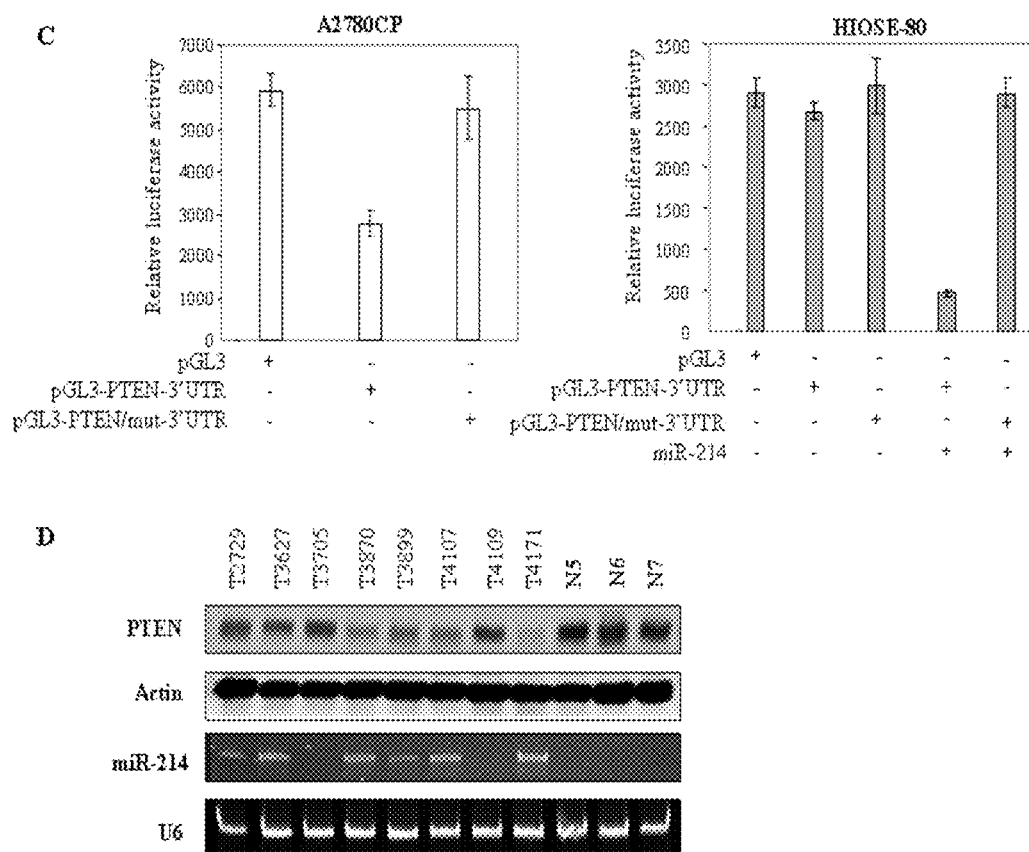 C
A2780CP
7000
6000
5000
4000
3000
2000
1000
0
Relative luciferase activity
pGL3 + - -
pGL3-PTEN-3'UTR - + -
pGL3-PTEN/mut-3'UTR - - +
HIOSE-80
3500
3000
2500
2000
1500
1000
500
0
Relative luciferase activity
pGL3 + - - - -
pGL3-PTEN-3'UTR - + - + -
pGL3-PTEN/mut-3'UTR - - + - +
miR-214 - - - + +
D
T2729 T3627 T3705 T3870 T3899 T4107 T4109 T4171 N5 N6 N7
PTEN
Actin
miR-214
U6